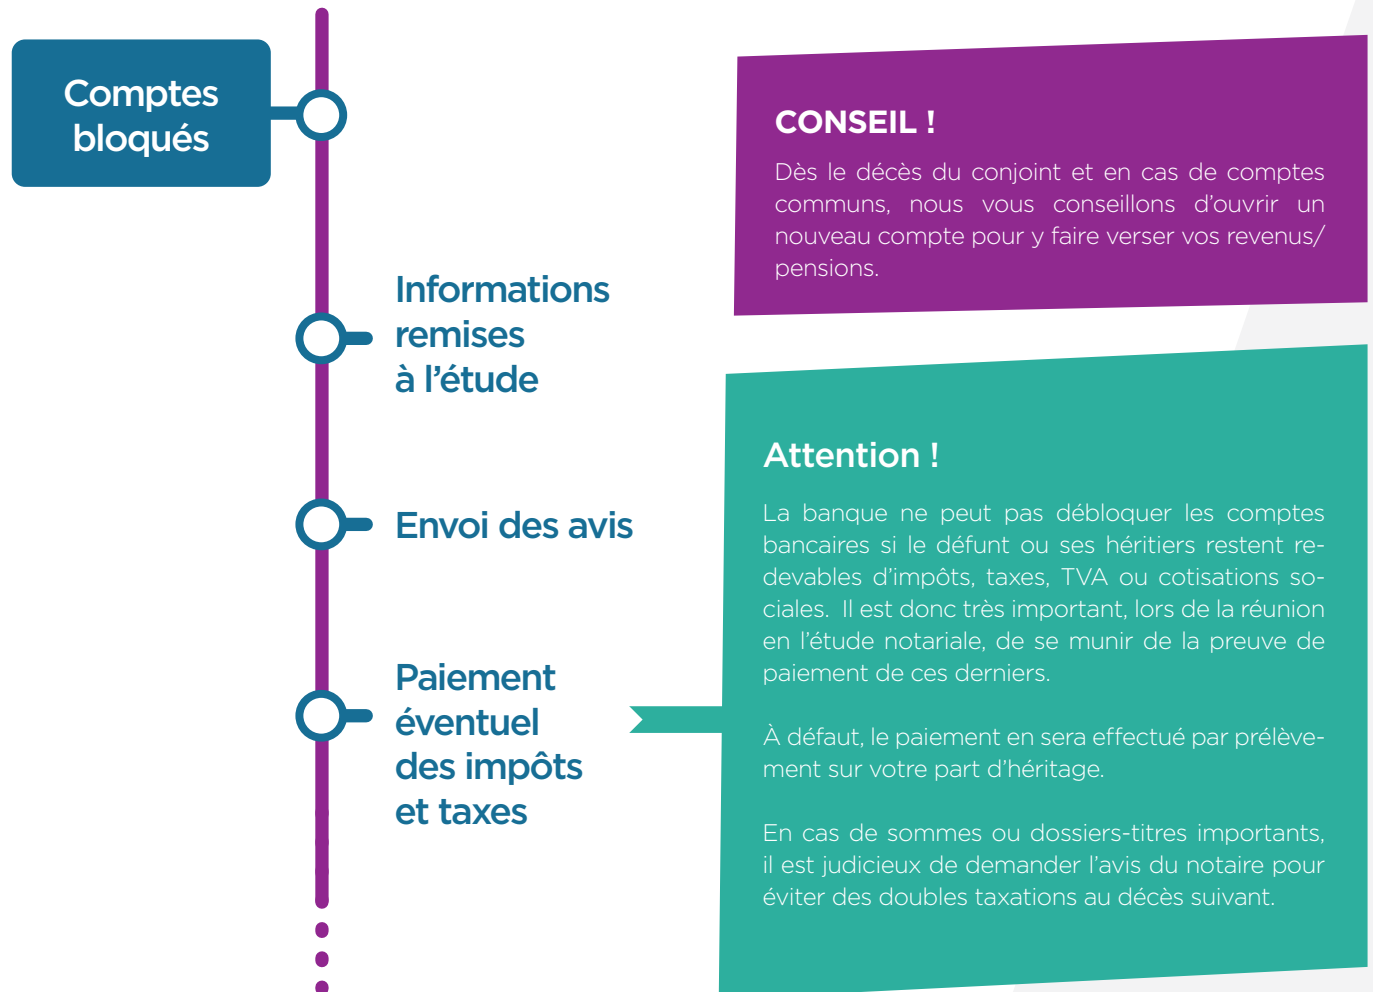 Comptes
bloqués
CONSEIL !
Dès le décès du conjoint et en cas de comptes
communs, nous vous conseillons d'ouvrir un
nouveau compte pour y faire verser vos revenus/
pensions.
Informations
remises
à l'étude
Envoi des avis
Paiement
éventuel
des impôts
et taxes
Attention !
La banque ne peut pas débloquer les comptes
bancaires si le défunt ou ses héritiers restent re-
devables d'impôts, taxes, TVA ou cotisations so-
ciales. Il est donc très important, lors de la réunion
en l'étude notariale, de se munir de la preuve de
paiement de ces derniers.
À défaut, le paiement en sera effectué par prélève-
ment sur votre part d'héritage.
En cas de sommes ou dossiers-titres importants,
il est judicieux de demander l'avis du notaire pour
éviter des doubles taxations au décès suivant.